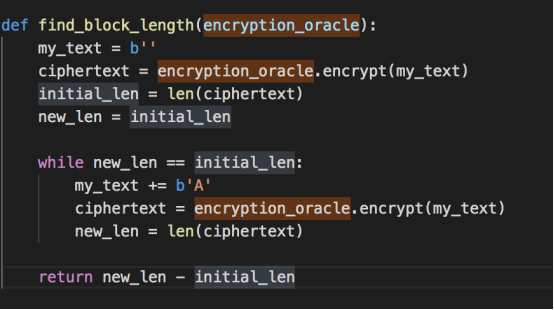 def find_block_length(encryption_oracle):
    my_text = b''
    ciphertext = encryption_oracle.encrypt(my_text)
    initial_len = len(ciphertext)
    new_len = initial_len

    while new_len == initial_len:
        my_text += b'A'
        ciphertext = encryption_oracle.encrypt(my_text)
        new_len = len(ciphertext)

    return new_len - initial_len